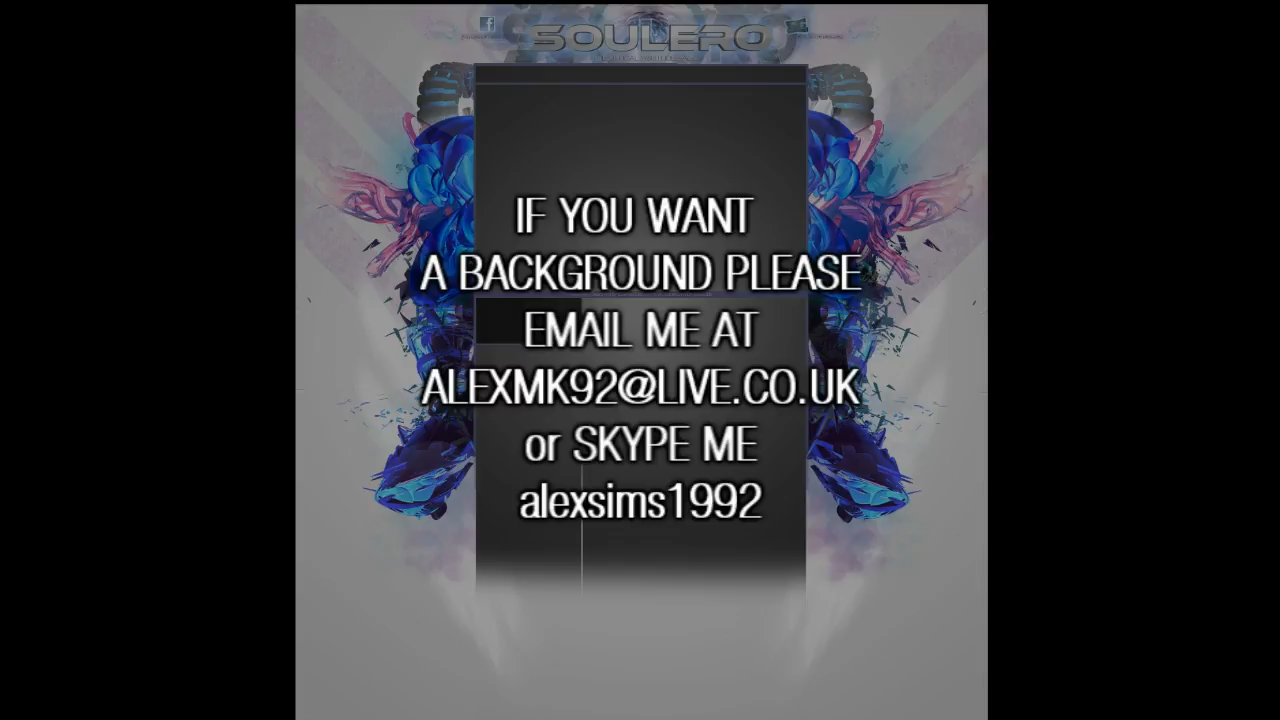 SOULERO
IF YOU WANT
A BACKGROUND PLEASE
EMAIL ME AT
ALEXMK92@LIVE.CO.UK
or SKYPE ME
alexsims1992